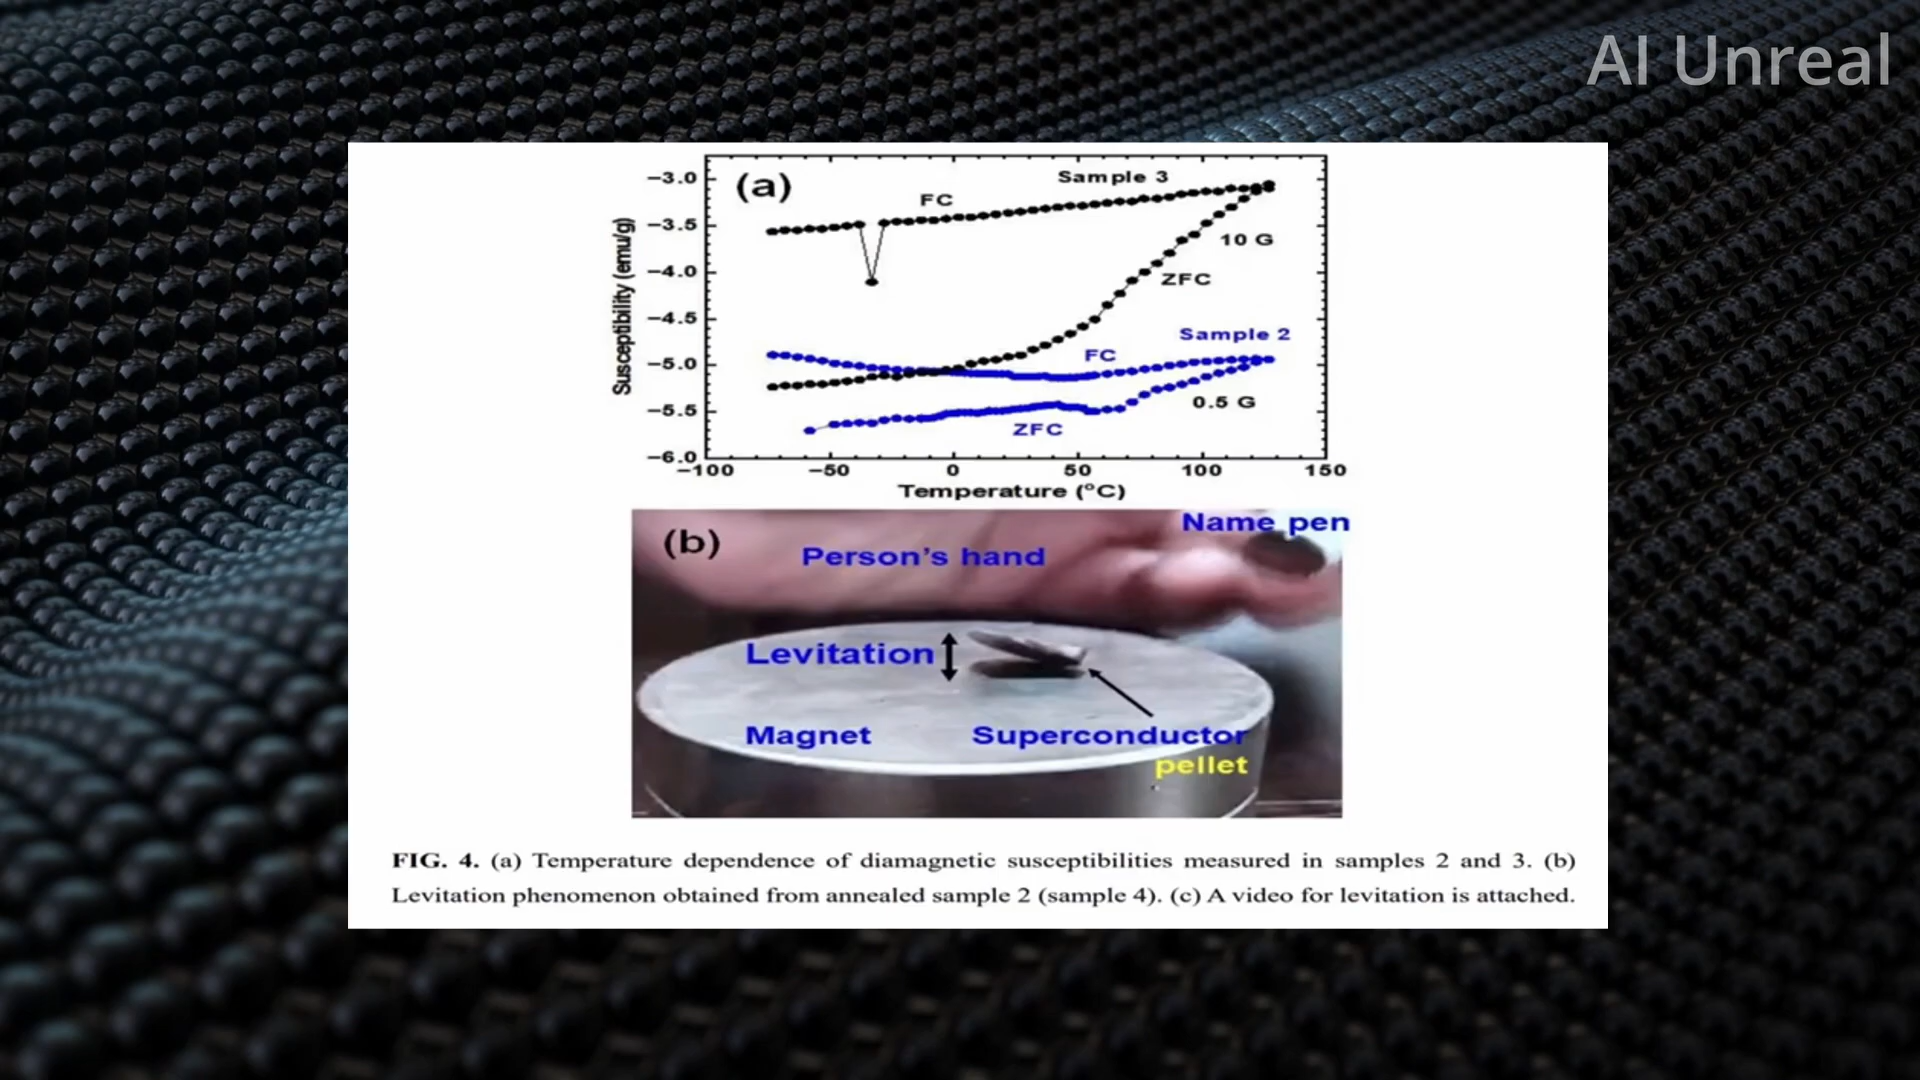 AI Unreal
(a)
Sample 3
FC
10 G
ZFC
Sample 2
FC
0.5 G
ZFC
Susceptibility (emu/g)
−3.0
−3.5
−4.0
−4.5
−5.0
−5.5
−6.0
−100 −50 0 50 100 150
Temperature (°C)
Name pen
(b)
Person's hand
Levitation
Magnet
Superconductor
pellet
FIG. 4. (a) Temperature dependence of diamagnetic susceptibilities measured in samples 2 and 3. (b)
Levitation phenomenon obtained from annealed sample 2 (sample 4). (c) A video for levitation is attached.